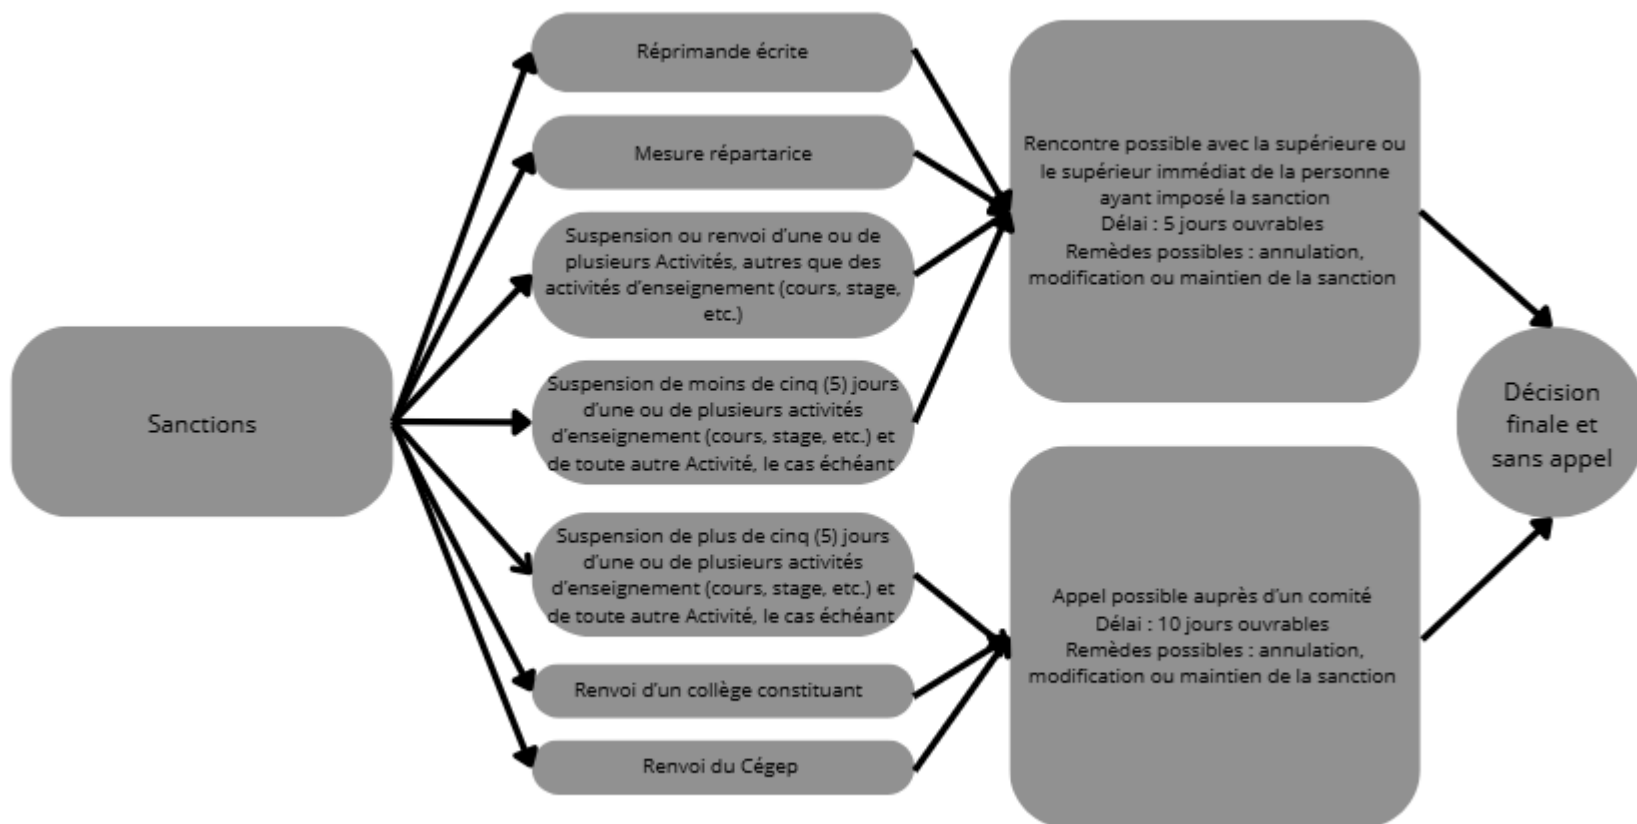 Sanctions
Réprimande écrite
Mesure répartarice
Suspension ou renvoi d'une ou de
plusieurs Activités, autres que des
activités d'enseignement (cours, stage,
etc.)
Suspension de moins de cinq (5) jours
d'une ou de plusieurs activités
d'enseignement (cours, stage, etc.) et
de toute autre Activité, le cas échéant
Suspension de plus de cinq (5) jours
d'une ou de plusieurs activités
d'enseignement (cours, stage, etc.) et
de toute autre Activité, le cas échéant
Renvoi d'un collège constituant
Renvoi du Cégep
Rencontre possible avec la supérieure ou
le supérieur immédiat de la personne
ayant imposé la sanction
Délai : 5 jours ouvrables
Remèdes possibles : annulation,
modification ou maintien de la sanction
Appel possible auprès d'un comité
Délai : 10 jours ouvrables
Remèdes possibles : annulation,
modification ou maintien de la sanction
Décision
finale et
sans appel